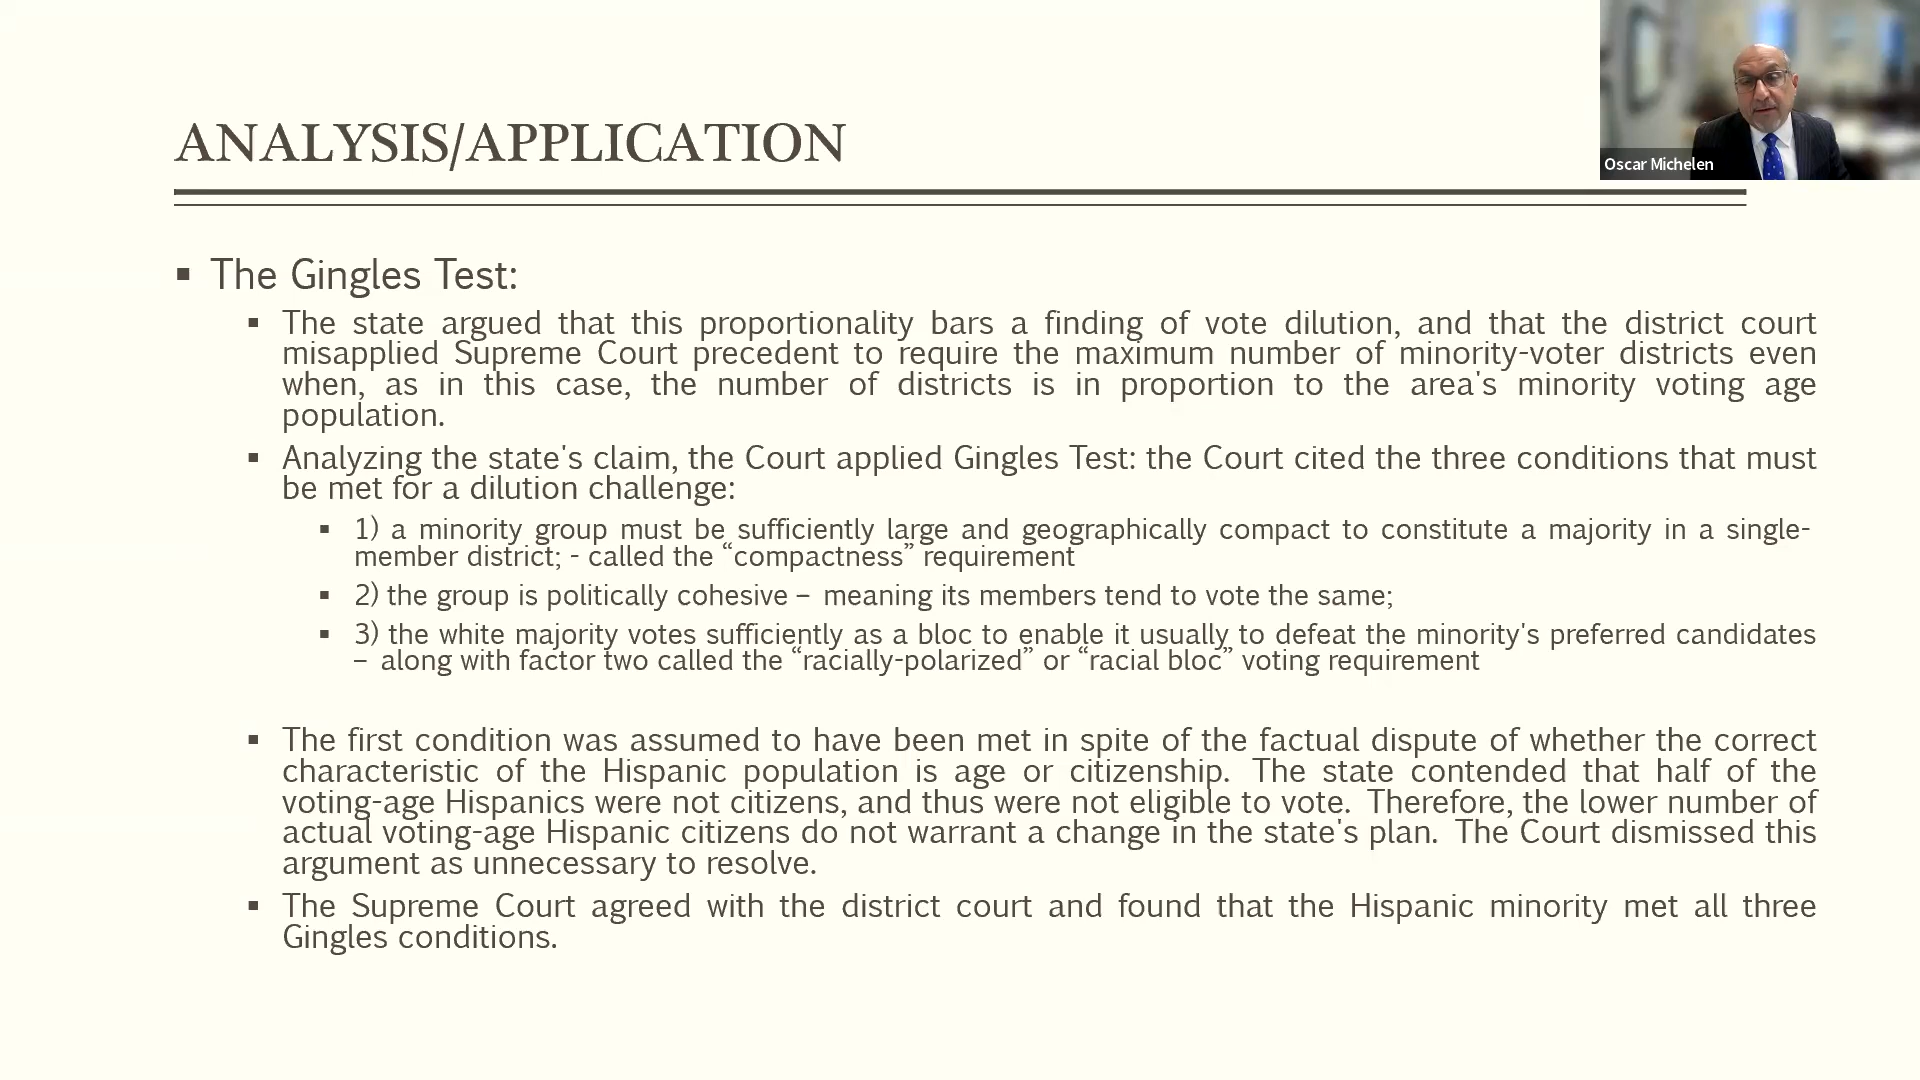 ANALYSIS/APPLICATION
Oscar Michelen
▪ The Gingles Test:
▪ The state argued that this proportionality bars a finding of vote dilution, and that the district court
misapplied Supreme Court precedent to require the maximum number of minority-voter districts even
when, as in this case, the number of districts is in proportion to the area's minority voting age
population.
▪ Analyzing the state's claim, the Court applied Gingles Test: the Court cited the three conditions that must
be met for a dilution challenge:
▪ 1) a minority group must be sufficiently large and geographically compact to constitute a majority in a single-
member district; - called the “compactness” requirement
▪ 2) the group is politically cohesive – meaning its members tend to vote the same;
▪ 3) the white majority votes sufficiently as a bloc to enable it usually to defeat the minority's preferred candidates
– along with factor two called the “racially-polarized” or “racial bloc” voting requirement
▪ The first condition was assumed to have been met in spite of the factual dispute of whether the correct
characteristic of the Hispanic population is age or citizenship. The state contended that half of the
voting-age Hispanics were not citizens, and thus were not eligible to vote. Therefore, the lower number of
actual voting-age Hispanic citizens do not warrant a change in the state's plan. The Court dismissed this
argument as unnecessary to resolve.
▪ The Supreme Court agreed with the district court and found that the Hispanic minority met all three
Gingles conditions.